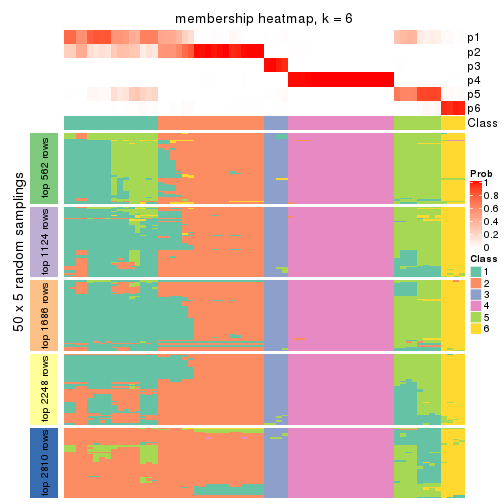 membership heatmap, k = 6
p1
p2
p3
p4
p5
p6
Class
50 x 5 random samplings
top 562 rows
top 1124 rows
top 1686 rows
top 2248 rows
top 2810 rows
Prob
1
0.8
0.6
0.4
0.2
0
Class
1
2
3
4
5
6